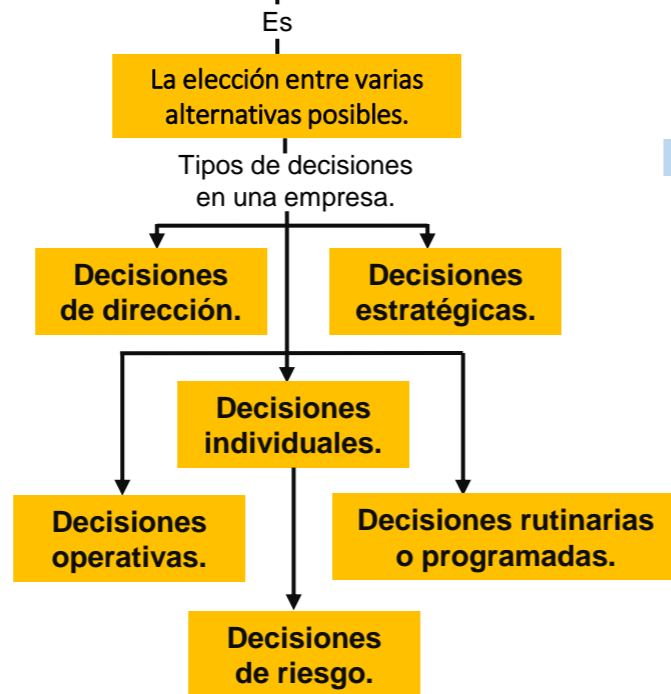 Es
La elección entre varias
alternativas posibles.
Tipos de decisiones
en una empresa.
Decisiones
de dirección.
Decisiones
estratégicas.
Decisiones
individuales.
Decisiones
operativas.
Decisiones rutinarias
o programadas.
Decisiones
de riesgo.